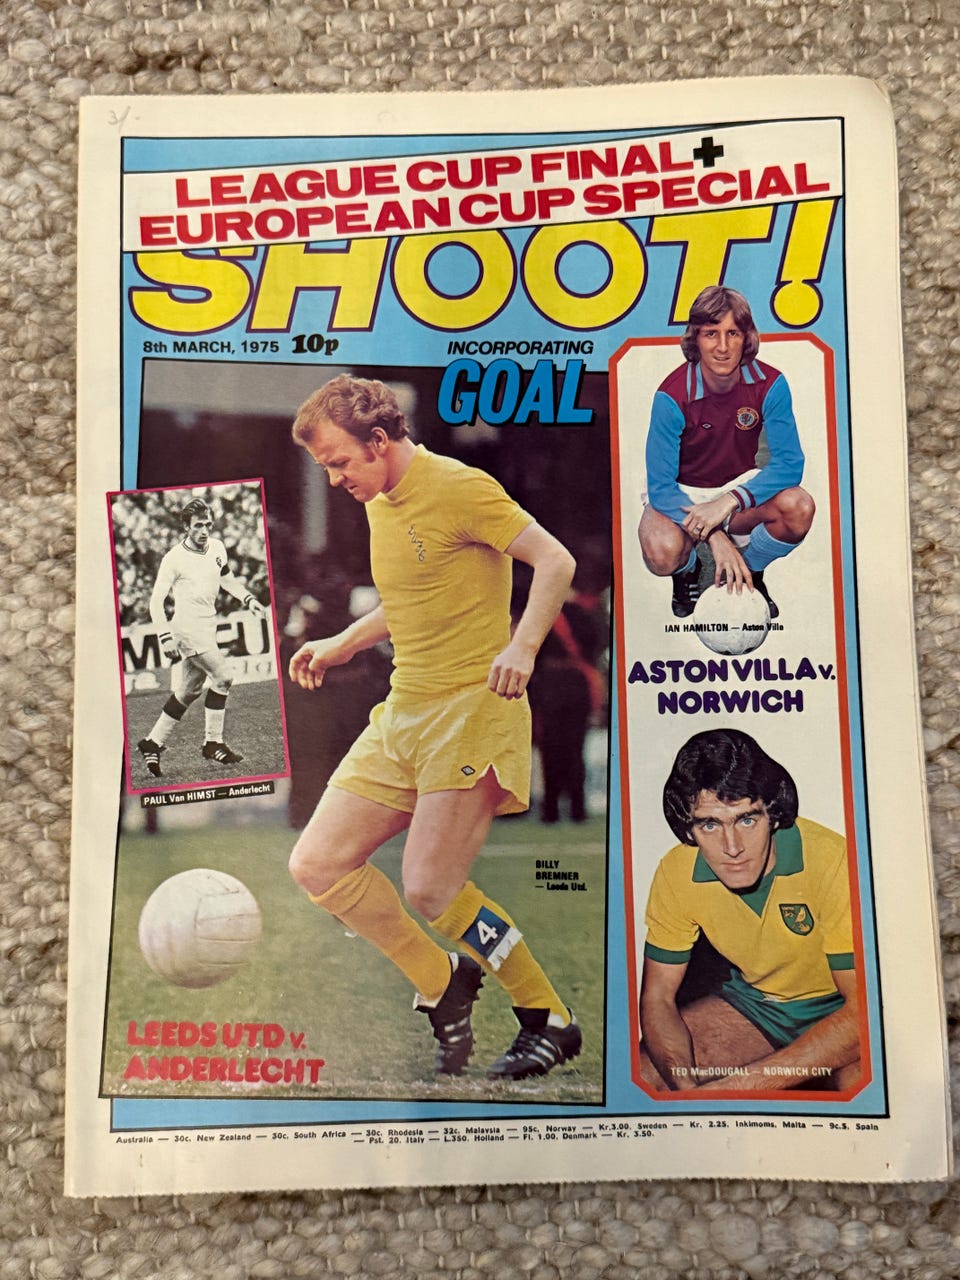 3/-
LEAGUE CUP FINAL +
EUROPEAN CUP SPECIAL
SHOOT!
8th MARCH, 1975 10p
INCORPORATING
GOAL
PAUL Van HIMST — Anderlecht
BILLY
BREMNER
— Leeds Utd.
4
LEEDS UTD v.
ANDERLECHT
IAN HAMILTON — Aston Villa
ASTON VILLA v.
NORWICH
TED MacDOUGALL — NORWICH CITY
Australia — 30c. New Zealand — 30c. South Africa — 30c. Rhodesia — 32c. Malaysia — 95c. Norway — Kr.3.00. Sweden — Kr. 2.25. Inkimoms. Malta — 9c.5. Spain
— Pst. 20. Italy — L.350. Holland — Fl. 1.00. Denmark — Kr. 3.50.